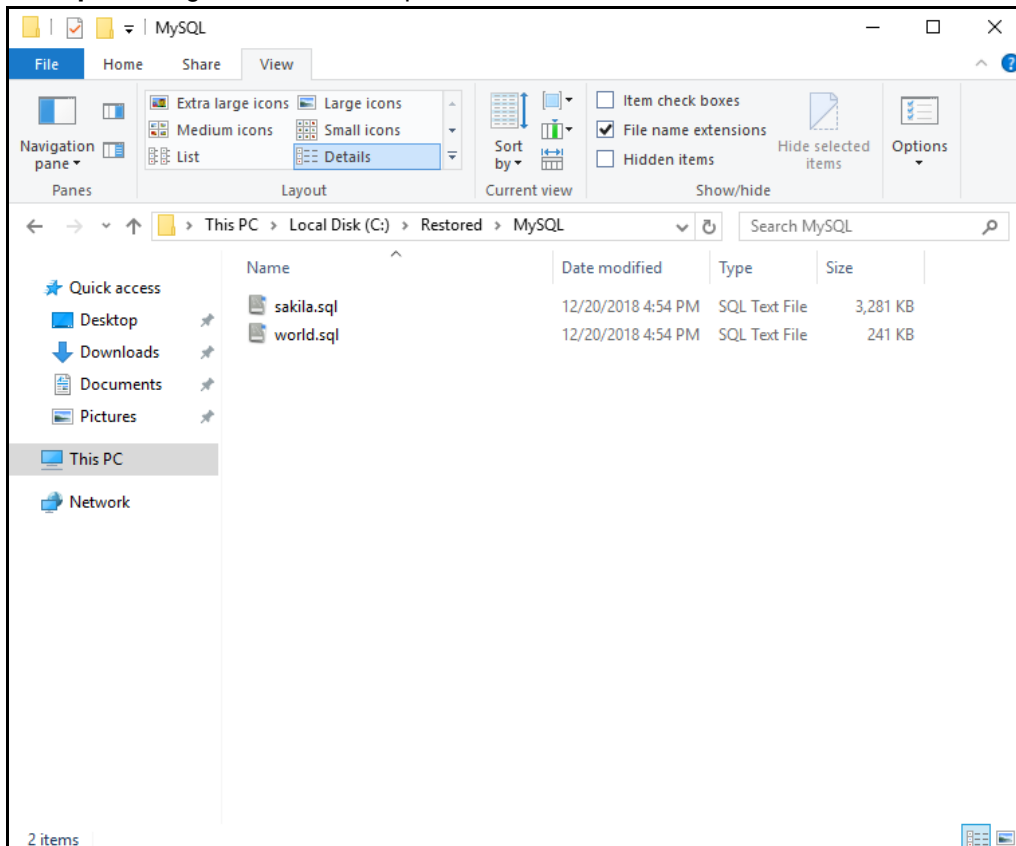 MySQL
File Home Share View
Extra large icons Large icons
Medium icons Small icons
List Details
Navigation pane
Sort by
Item check boxes
File name extensions
Hidden items
Hide selected items
Options
Panes Layout Current view Show/hide
This PC > Local Disk (C:) > Restored > MySQL
Search MySQL
Name Date modified Type Size
Quick access
Desktop
Downloads
Documents
Pictures
This PC
Network
sakila.sql 12/20/2018 4:54 PM SQL Text File 3,281 KB
world.sql 12/20/2018 4:54 PM SQL Text File 241 KB
2 items